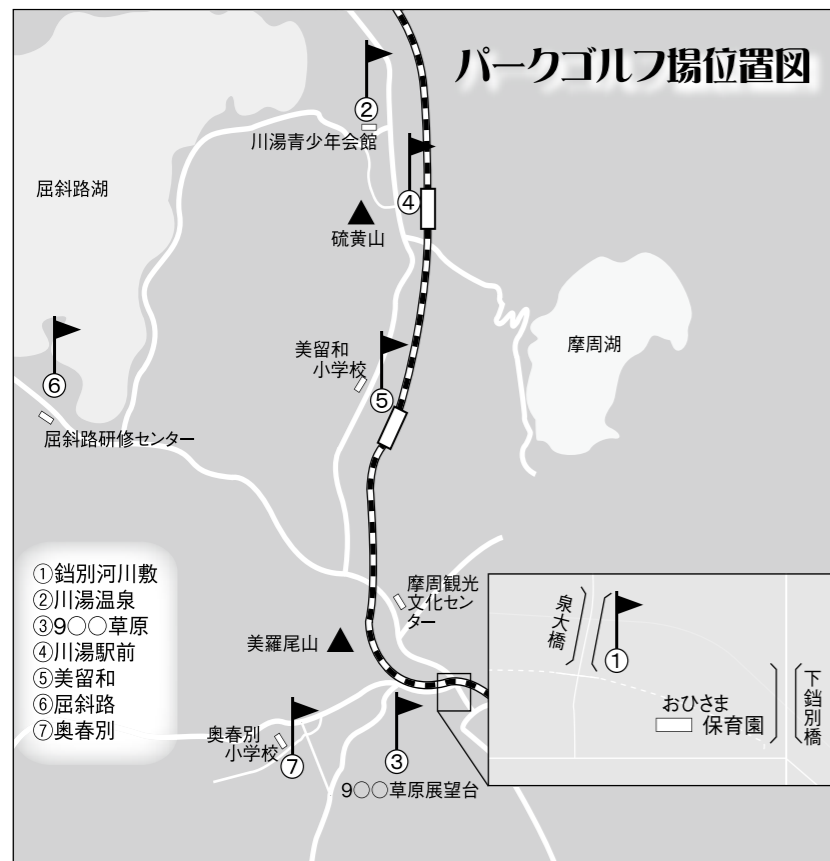 パークゴルフ場位置図
②
川湯青少年会館
屈斜路湖
④
硫黄山
摩周湖
美留和
小学校
⑤
⑥
屈斜路研修センター
①鐺別河川敷
②川湯温泉
③9○○草原
④川湯駅前
⑤美留和
⑥屈斜路
⑦奥春別
摩周観光
文化セン
ター
美羅尾山
泉大橋
①
おひさま
保育園
下鐺別橋
奥春別
小学校
⑦
③
9○○草原展望台